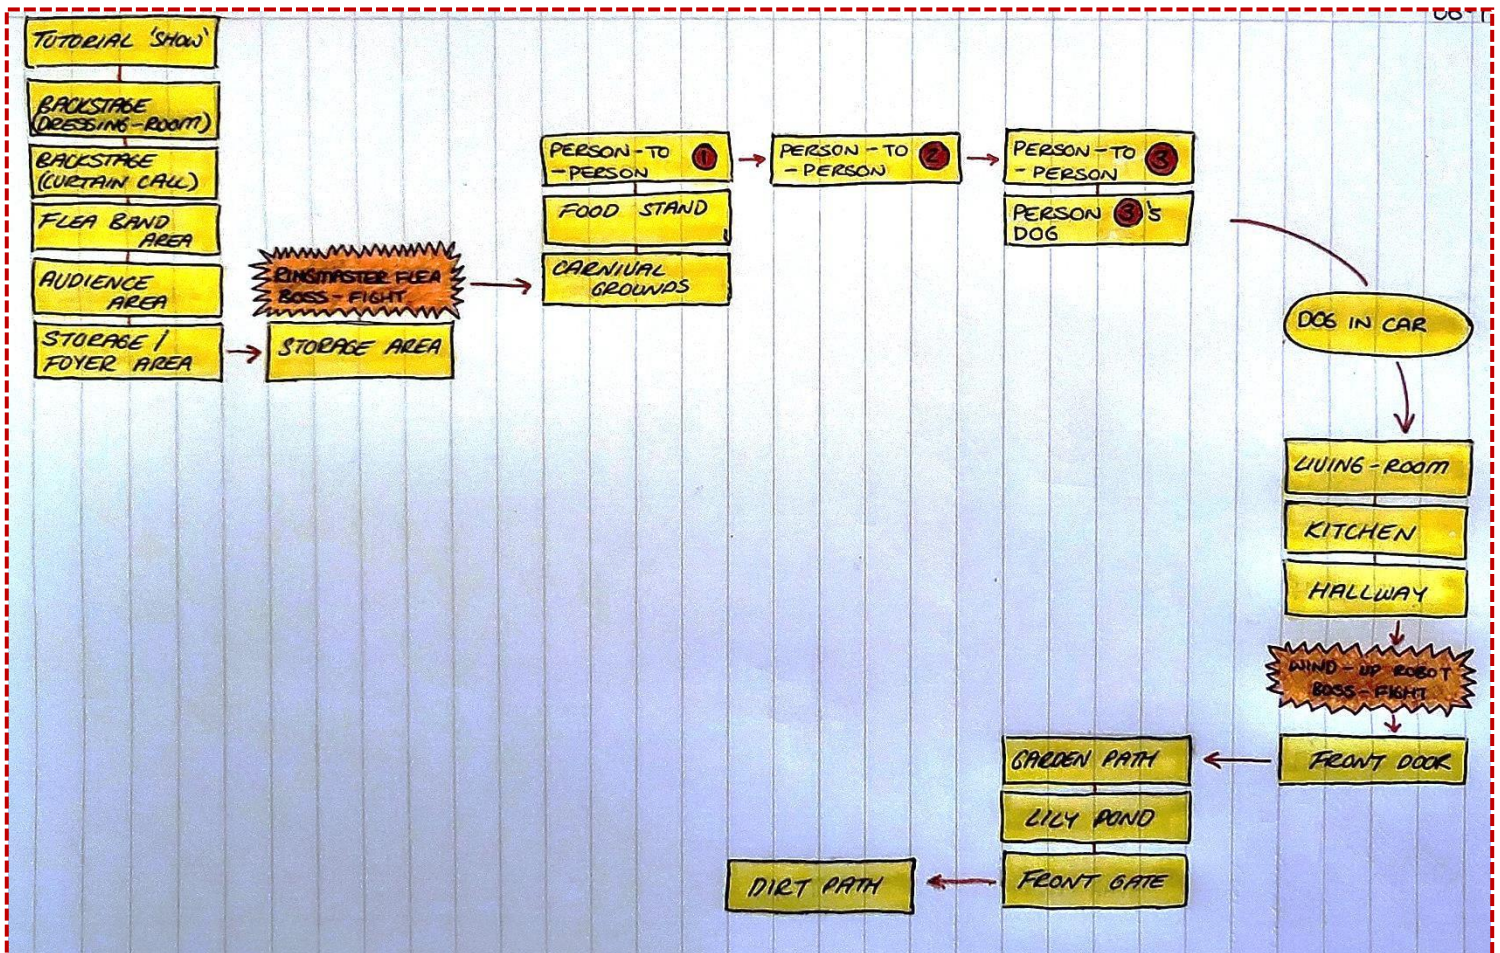 TUTORIAL 'SHOW'
BACKSTAGE
(DRESSING-ROOM)
BACKSTAGE
(CURTAIN CALL)
FLEA BAND
AREA
AUDIENCE
AREA
STORAGE /
FOYER AREA
RINGMASTER FLEA
BOSS-FIGHT
STORAGE AREA
PERSON-TO 1
-PERSON
FOOD STAND
CARNIVAL
GROUNDS
PERSON-TO 2
-PERSON
PERSON-TO 3
-PERSON
PERSON 3'S
DOG
DOG IN CAR
LIVING-ROOM
KITCHEN
HALLWAY
WIND-UP ROBOT
BOSS-FIGHT
FRONT DOOR
GARDEN PATH
LILY POND
FRONT GATE
DIRT PATH